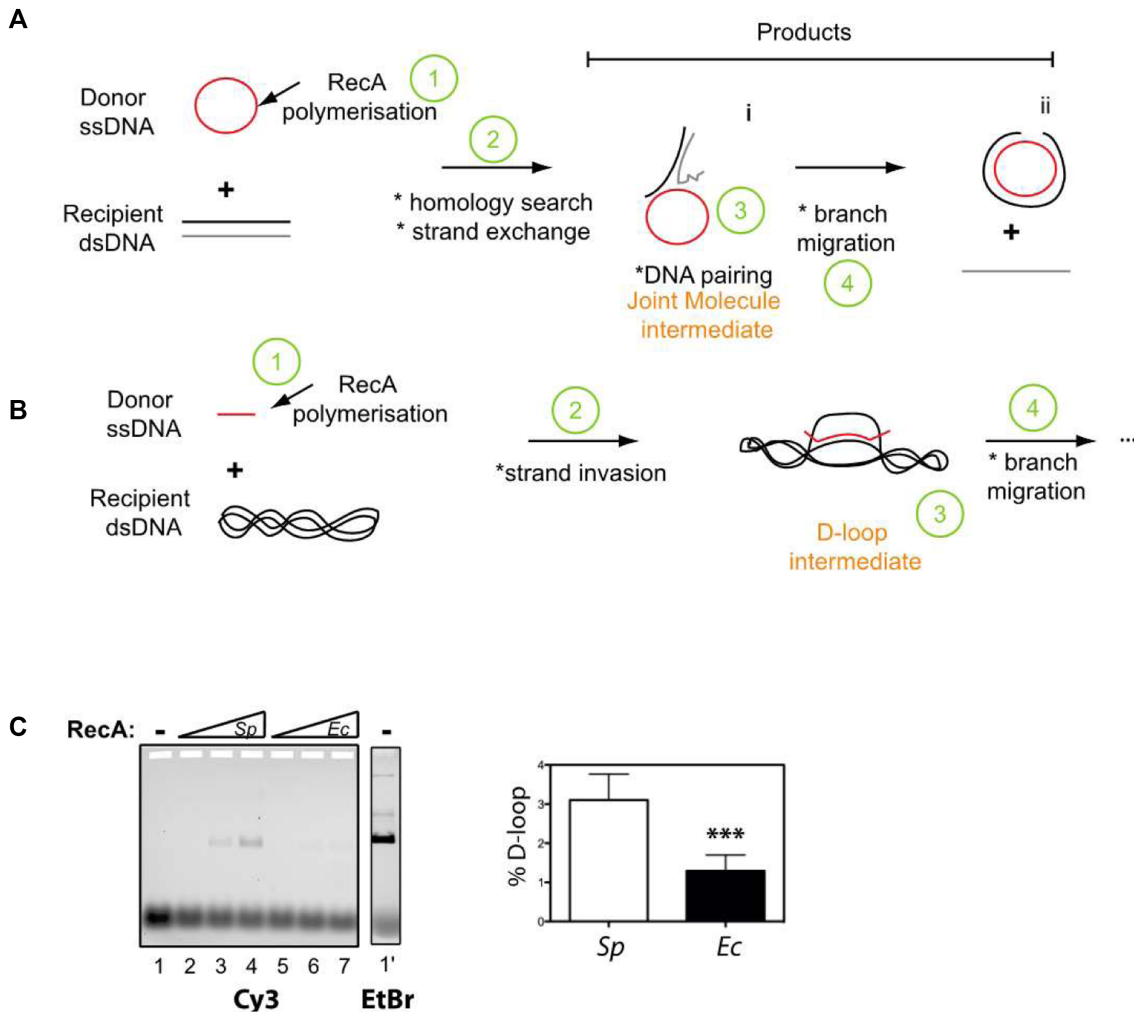 A
Products
Donor
ssDNA
RecA
polymerisation
1
2
i
ii
+
Recipient
dsDNA
* homology search
* strand exchange
3
* branch
migration
4
+
*DNA pairing
Joint Molecule
intermediate
B
1
Donor
ssDNA
RecA
polymerisation
2
4
+
*strand invasion
* branch
migration
...
Recipient
dsDNA
3
D-loop
intermediate
C
RecA: - Sp Ec -
1 2 3 4 5 6 7 1'
Cy3 EtBr
% D-loop
4
3
2
1
0
***
Sp Ec